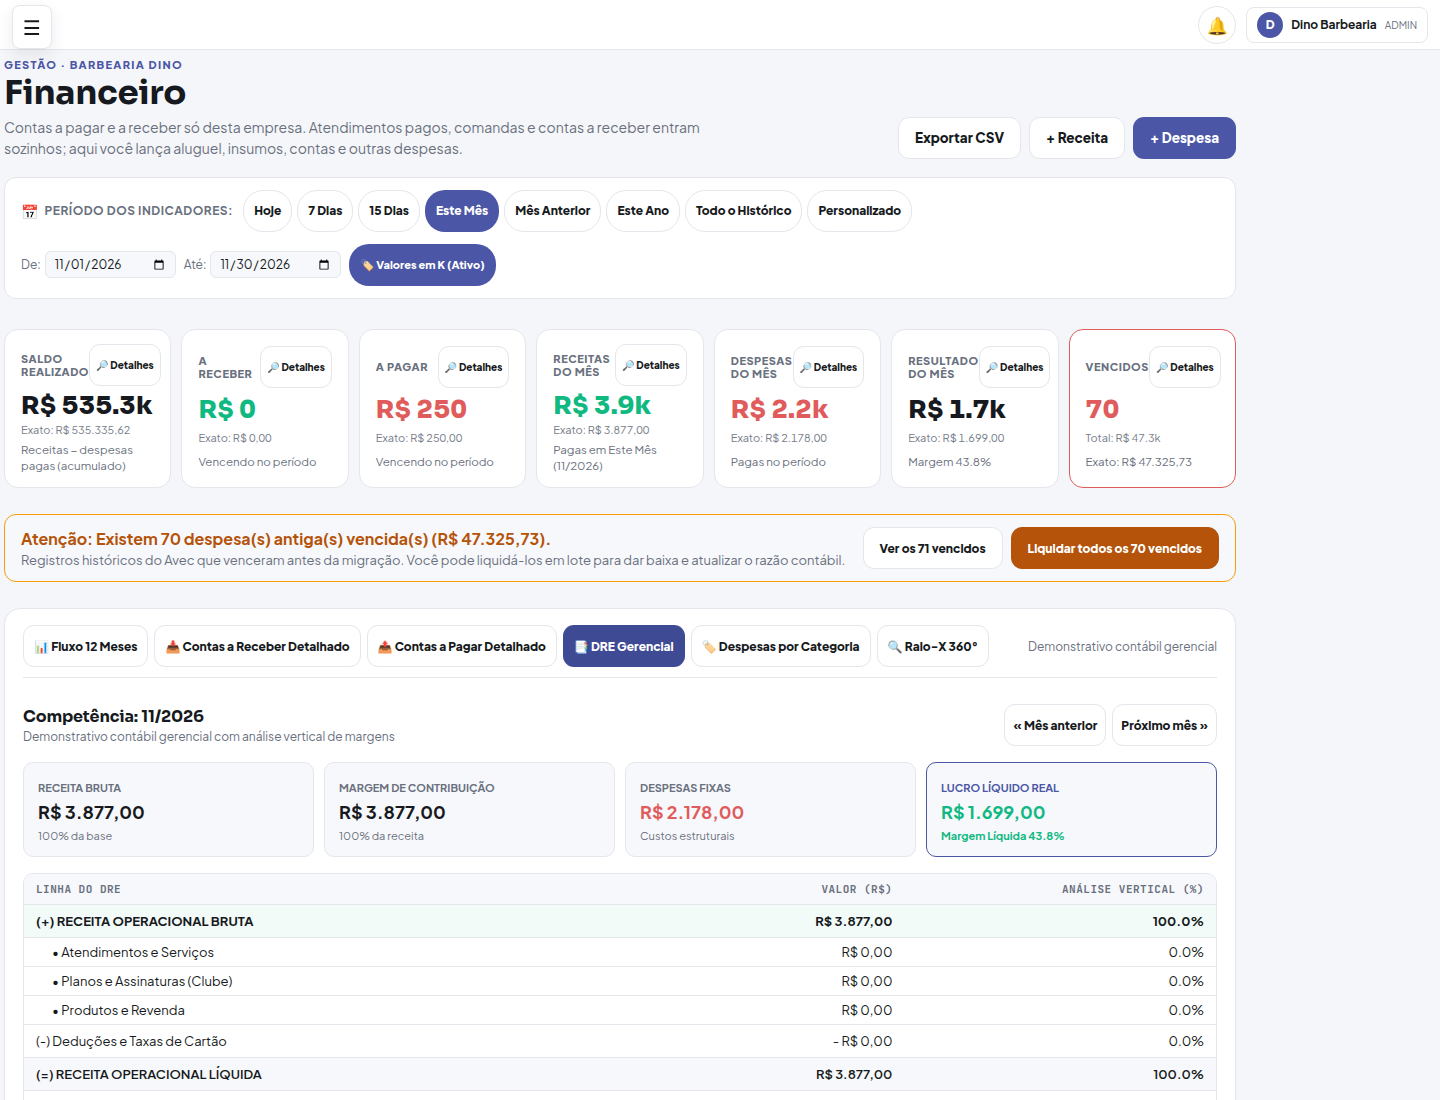 ☰
🔔 D Dino Barbearia ADMIN
GESTÃO · BARBEARIA DINO
Financeiro
Contas a pagar e a receber só desta empresa. Atendimentos pagos, comandas e contas a receber entram
sozinhos; aqui você lança aluguel, insumos, contas e outras despesas.
Exportar CSV + Receita + Despesa
📅 PERÍODO DOS INDICADORES: Hoje 7 Dias 15 Dias Este Mês Mês Anterior Este Ano Todo o Histórico Personalizado
De: 11/01/2026 Até: 11/30/2026 🏷️ Valores em K (Ativo)
SALDO
REALIZADO 🔎 Detalhes
R$ 535.3k
Exato: R$ 535.335,62
Receitas – despesas
pagas (acumulado)
A
RECEBER 🔎 Detalhes
R$ 0
Exato: R$ 0,00
Vencendo no período
A PAGAR 🔎 Detalhes
R$ 250
Exato: R$ 250,00
Vencendo no período
RECEITAS
DO MÊS 🔎 Detalhes
R$ 3.9k
Exato: R$ 3.877,00
Pagas em Este Mês
(11/2026)
DESPESAS
DO MÊS 🔎 Detalhes
R$ 2.2k
Exato: R$ 2.178,00
Pagas no período
RESULTADO
DO MÊS 🔎 Detalhes
R$ 1.7k
Exato: R$ 1.699,00
Margem 43.8%
VENCIDOS 🔎 Detalhes
70
Total: R$ 47.3k
Exato: R$ 47.325,73
Atenção: Existem 70 despesa(s) antiga(s) vencida(s) (R$ 47.325,73).
Registros históricos do Avec que venceram antes da migração. Você pode liquidá-los em lote para dar baixa e atualizar o razão contábil.
Ver os 71 vencidos Liquidar todos os 70 vencidos
📊 Fluxo 12 Meses 📥 Contas a Receber Detalhado 📤 Contas a Pagar Detalhado 📑 DRE Gerencial 🏷️ Despesas por Categoria 🔍 Raio-X 360° Demonstrativo contábil gerencial
Competência: 11/2026
Demonstrativo contábil gerencial com análise vertical de margens
« Mês anterior Próximo mês »
RECEITA BRUTA
R$ 3.877,00
100% da base
MARGEM DE CONTRIBUIÇÃO
R$ 3.877,00
100% da receita
DESPESAS FIXAS
R$ 2.178,00
Custos estruturais
LUCRO LÍQUIDO REAL
R$ 1.699,00
Margem Líquida 43.8%
LINHA DO DRE VALOR (R$) ANÁLISE VERTICAL (%)
(+) RECEITA OPERACIONAL BRUTA R$ 3.877,00 100.0%
• Atendimentos e Serviços R$ 0,00 0.0%
• Planos e Assinaturas (Clube) R$ 0,00 0.0%
• Produtos e Revenda R$ 0,00 0.0%
(-) Deduções e Taxas de Cartão - R$ 0,00 0.0%
(=) RECEITA OPERACIONAL LÍQUIDA R$ 3.877,00 100.0%